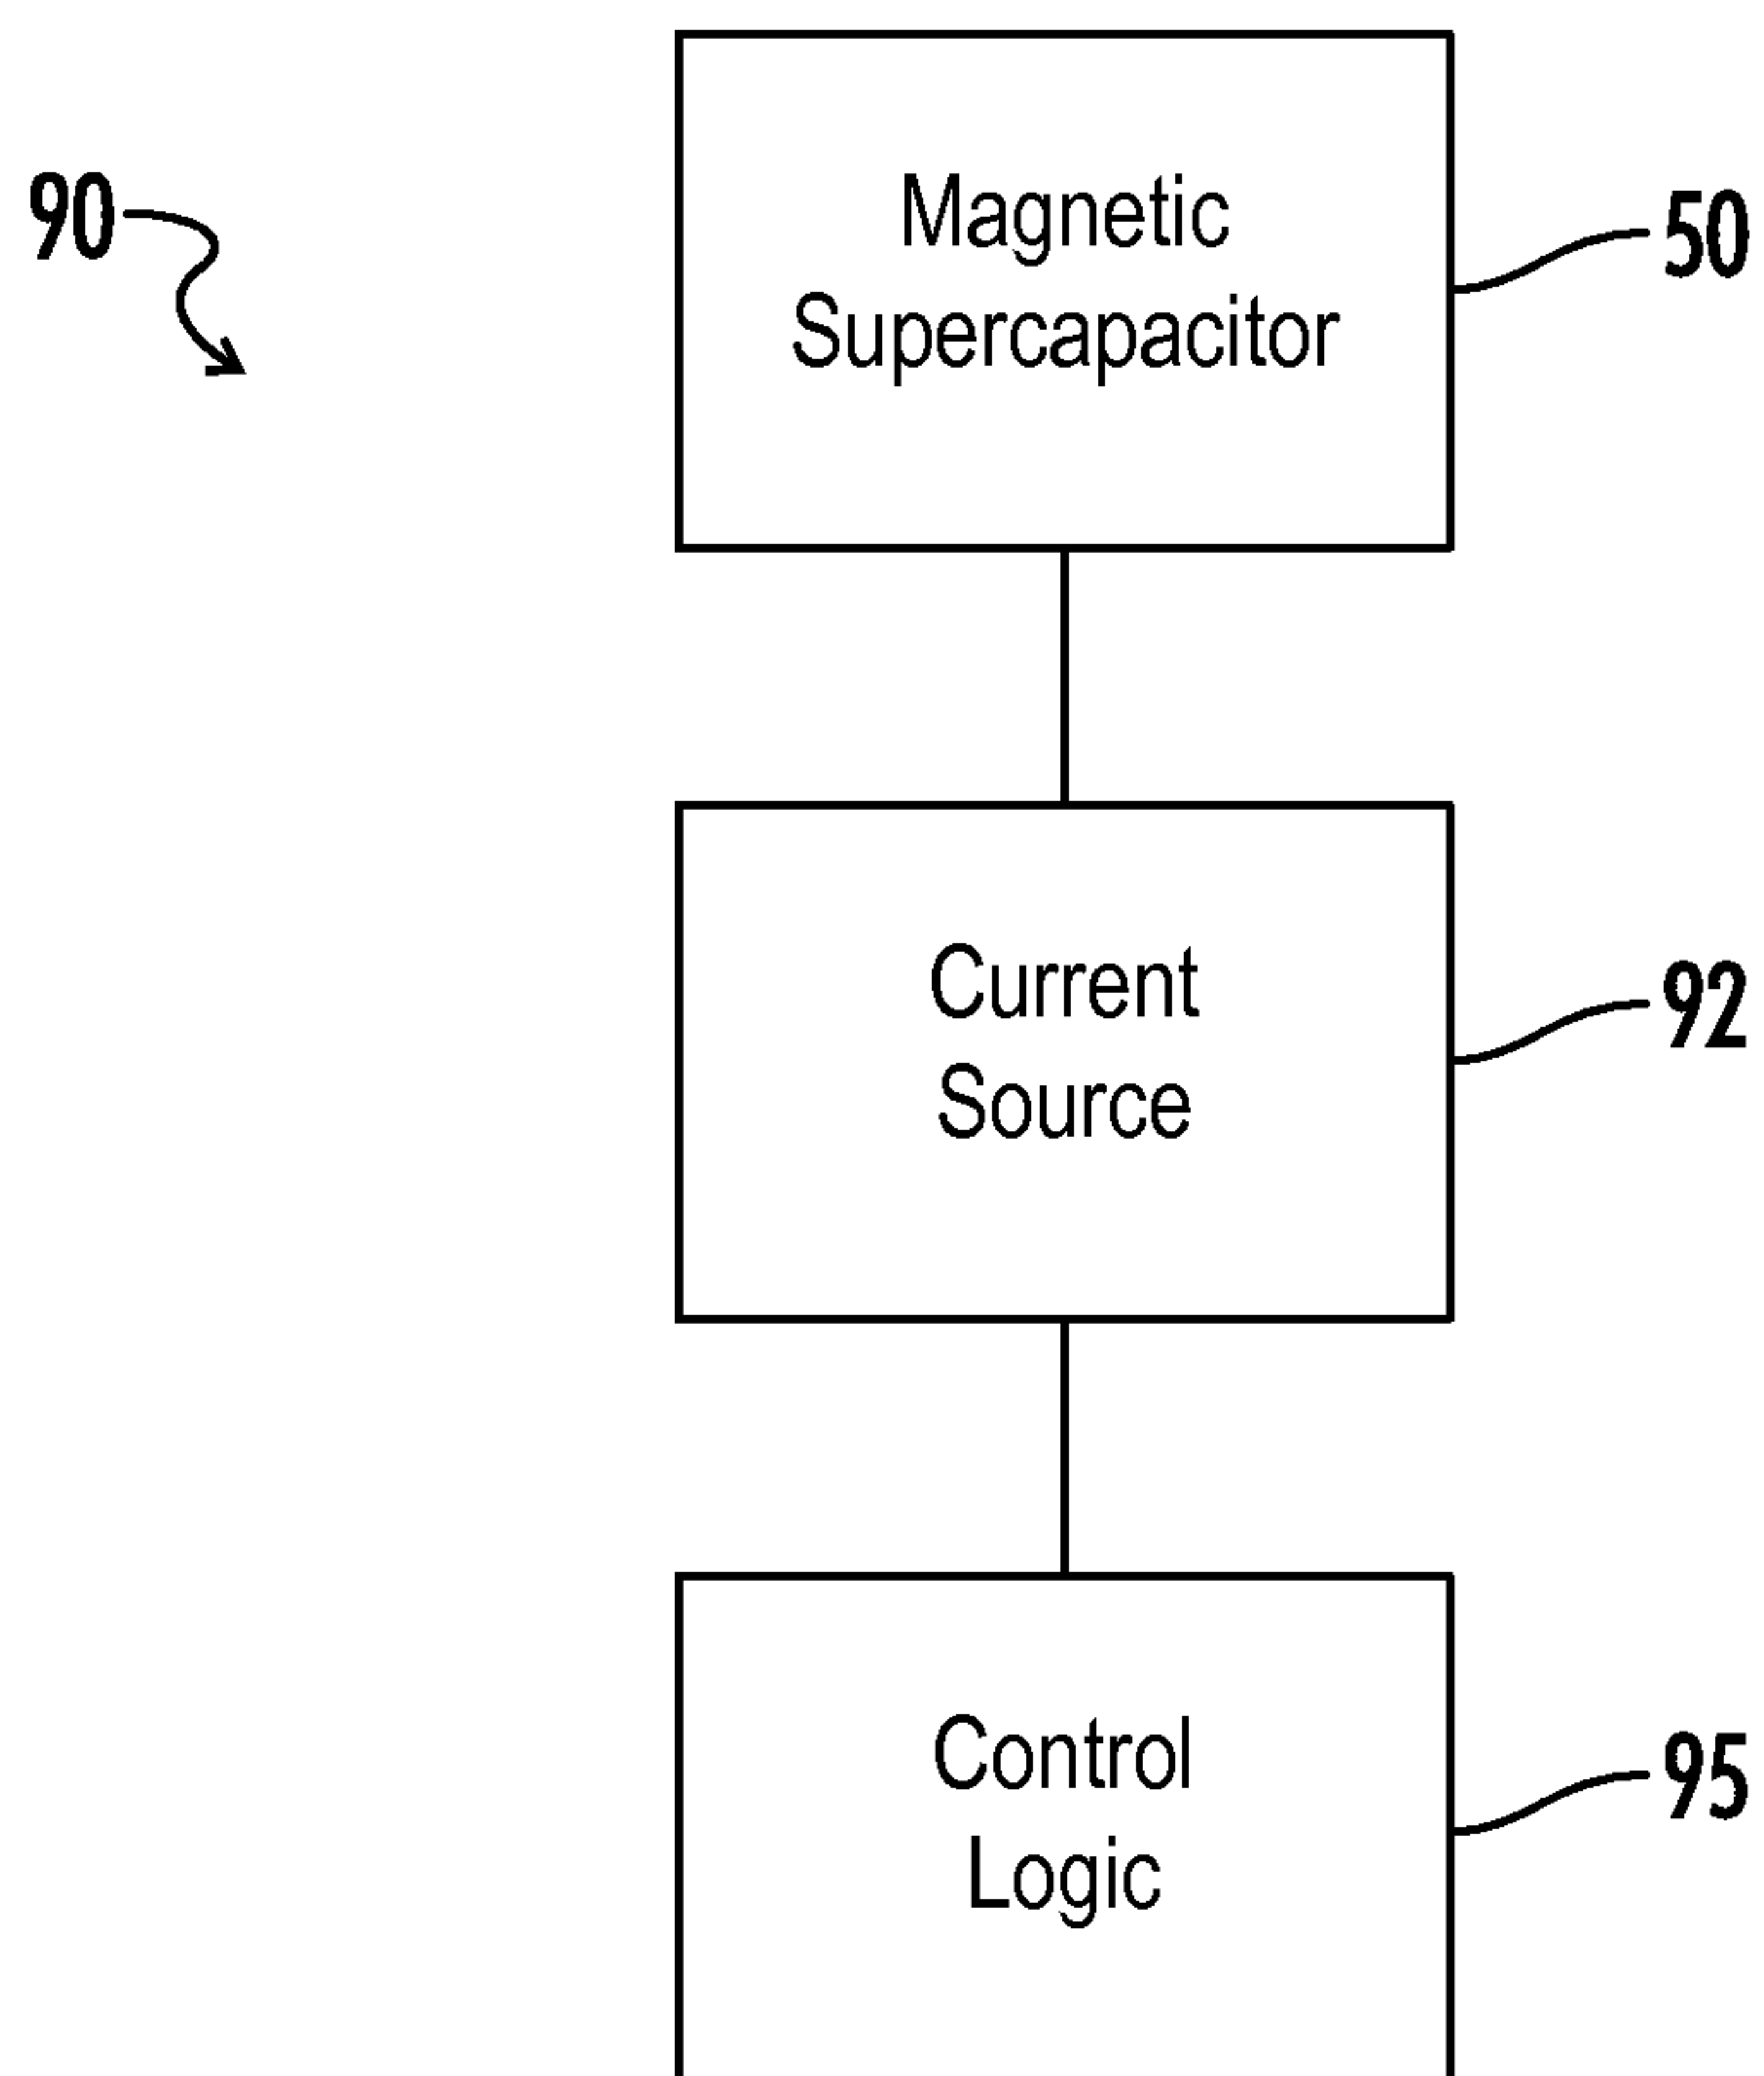 90
Magnetic
Supercapacitor
50
Current
Source
92
Control
Logic
95